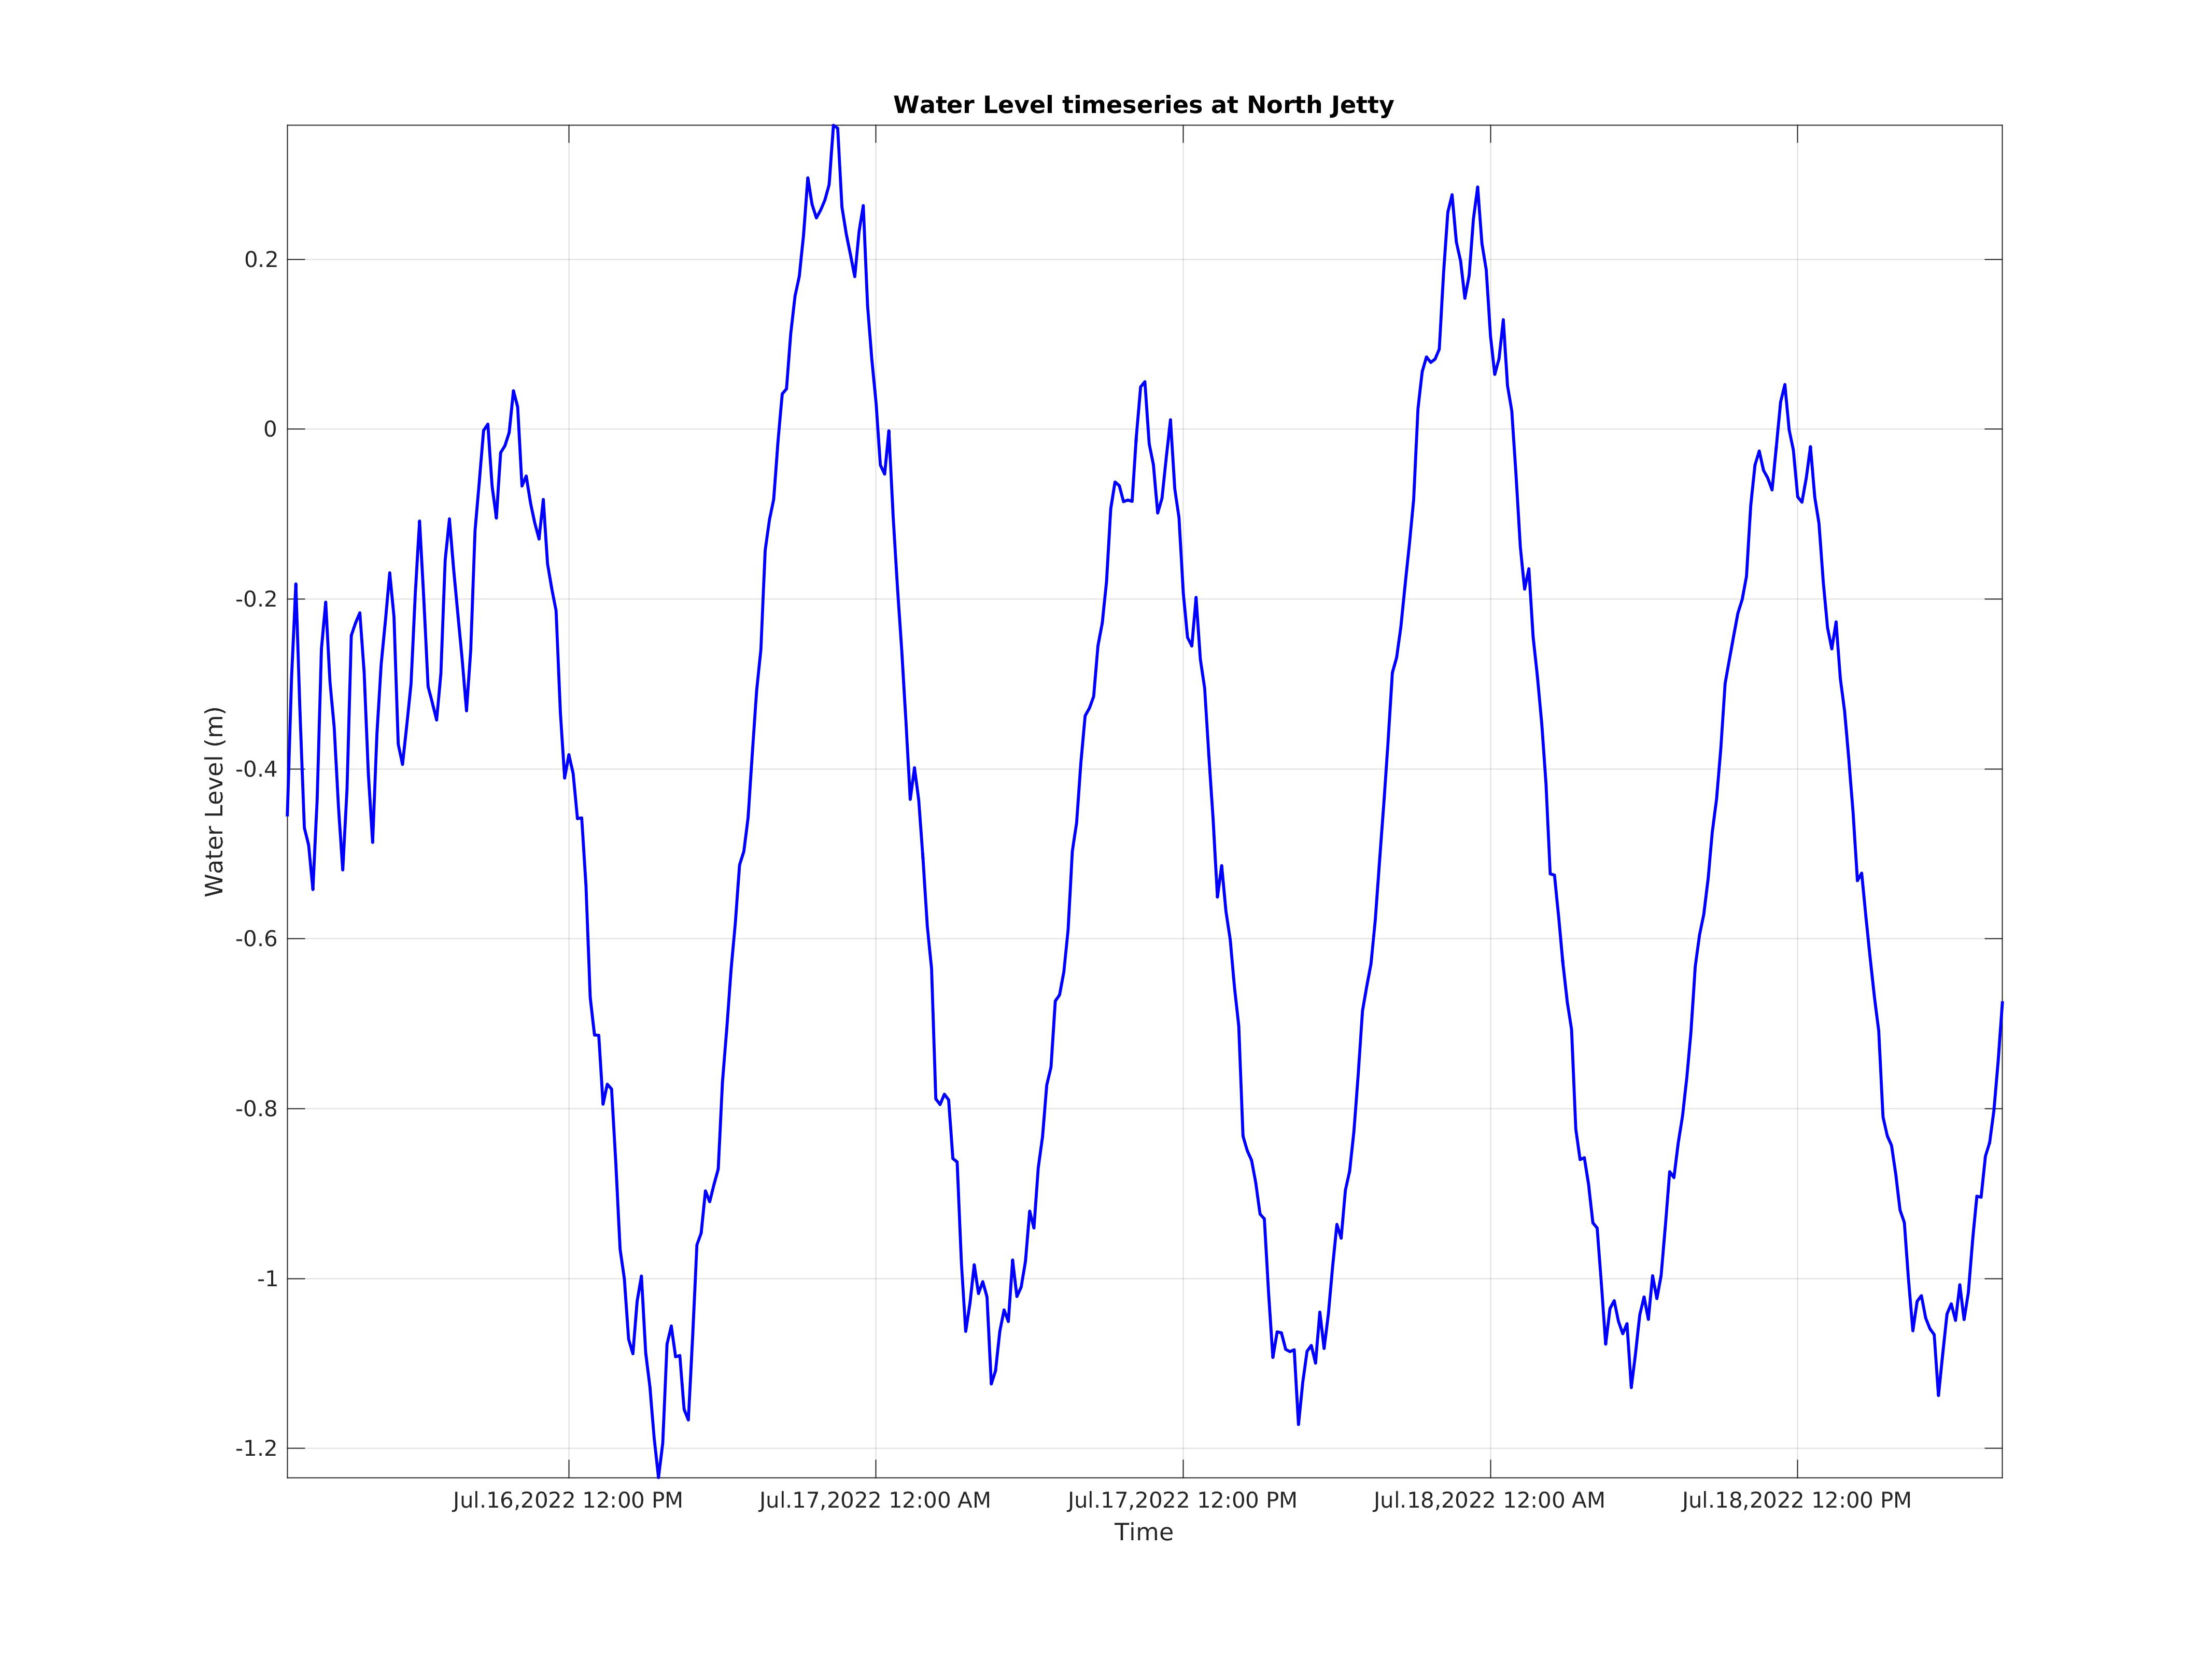 Water Level timeseries at North Jetty
0.2
0
-0.2
-0.4
-0.6
-0.8
-1
-1.2
Water Level (m)
Jul.16,2022 12:00 PM
Jul.17,2022 12:00 AM
Jul.17,2022 12:00 PM
Jul.18,2022 12:00 AM
Jul.18,2022 12:00 PM
Time